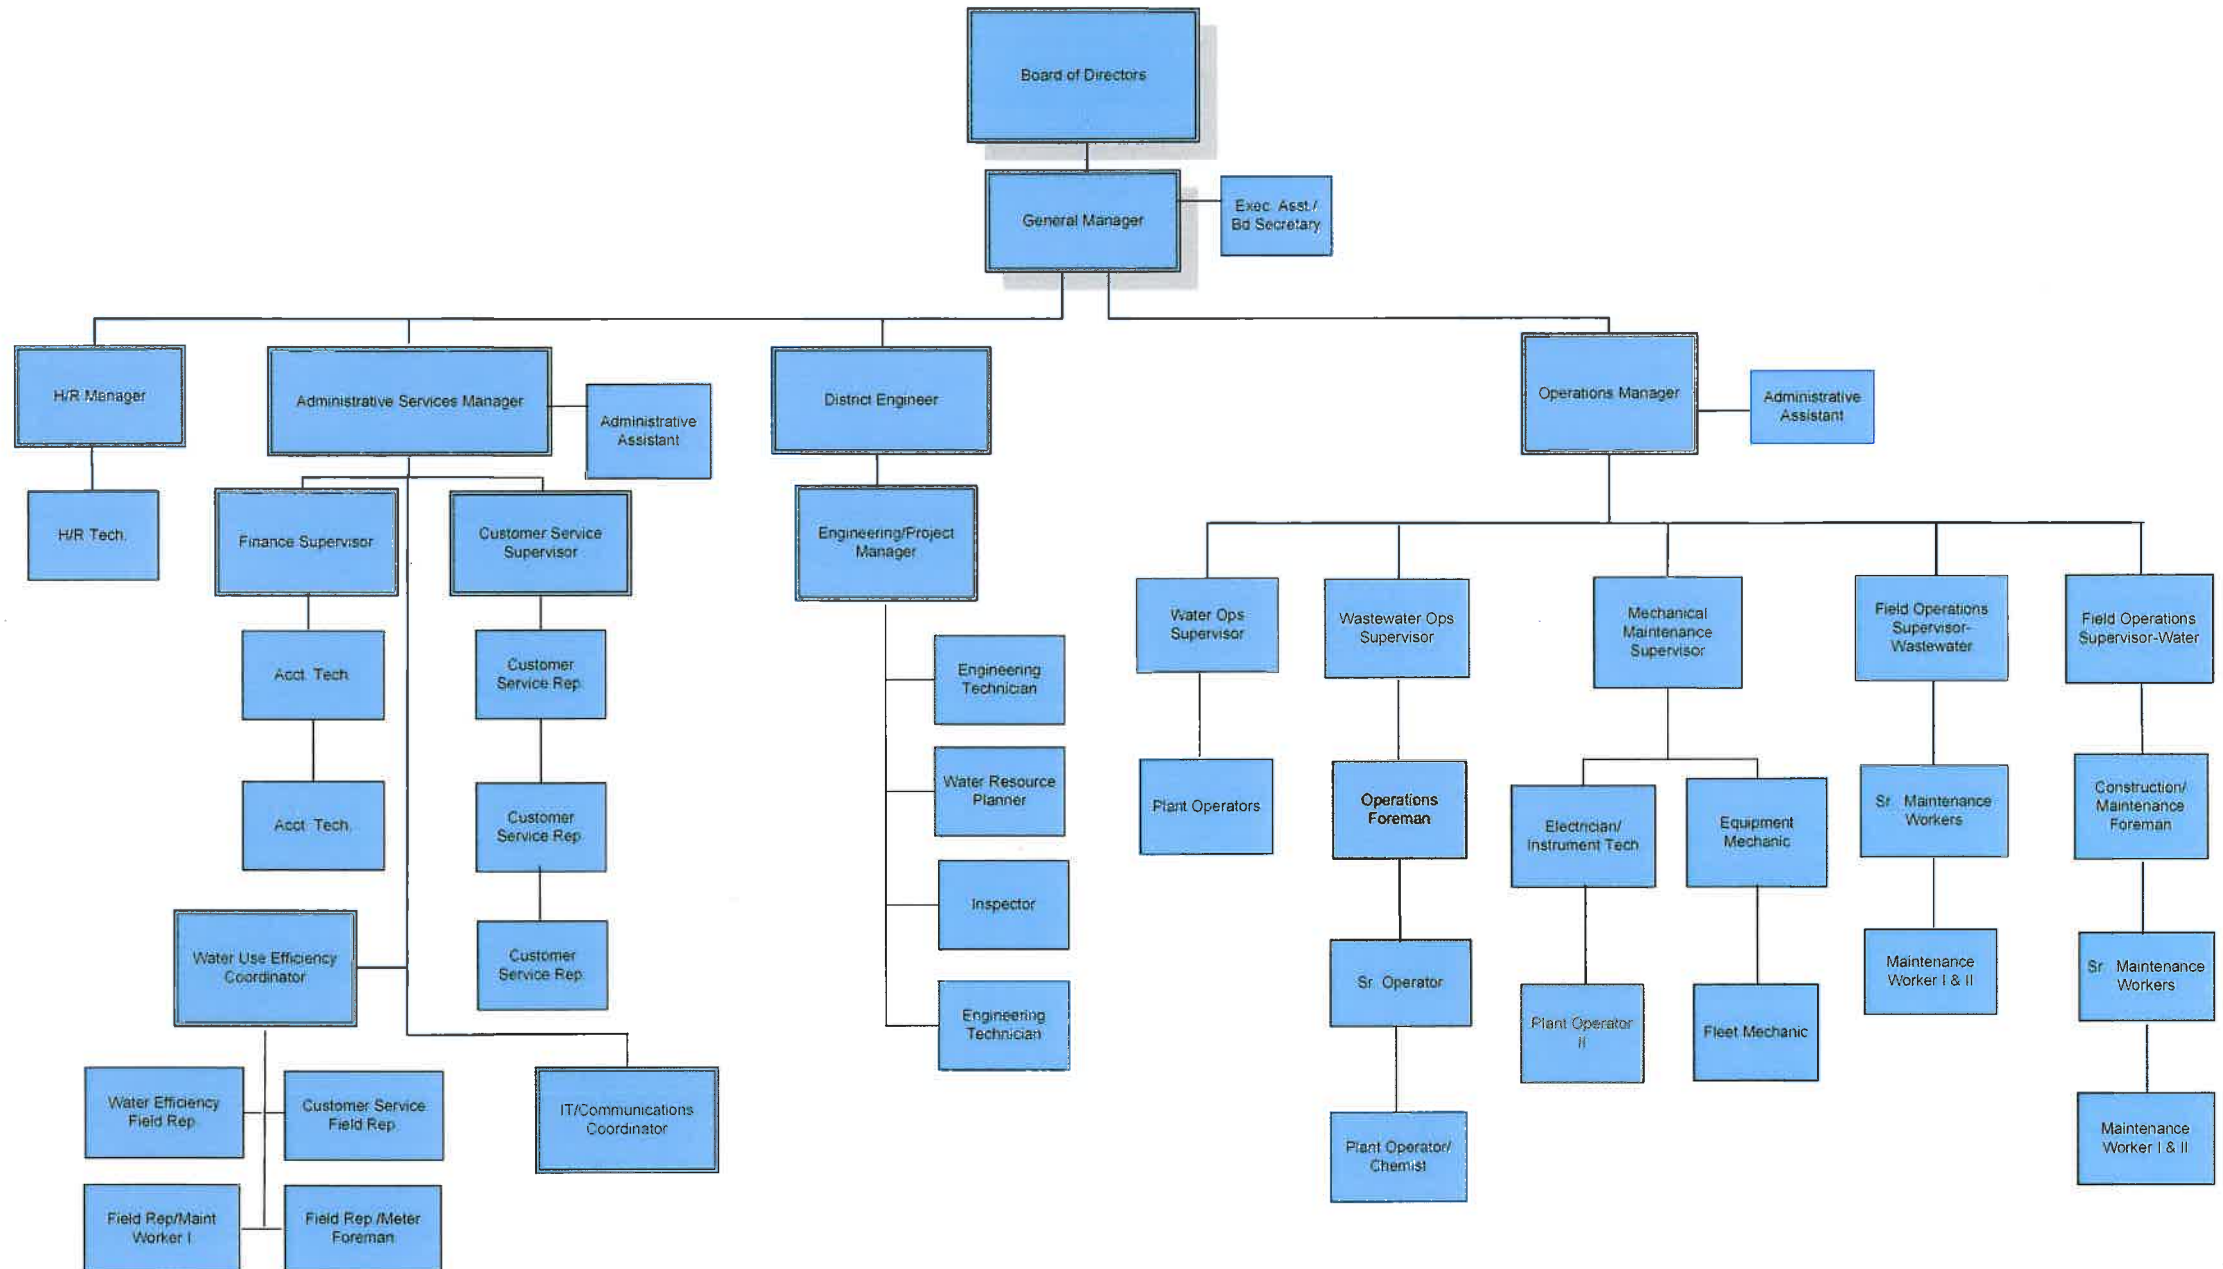 Board of Directors
General Manager
Exec. Asst./
Bd Secretary
H/R Manager
Administrative Services Manager
Administrative
Assistant
District Engineer
Operations Manager
Administrative
Assistant
H/R Tech.
Finance Supervisor
Customer Service
Supervisor
Engineering/Project
Manager
Water Ops
Supervisor
Wastewater Ops
Supervisor
Mechanical
Maintenance
Supervisor
Field Operations
Supervisor-
Wastewater
Field Operations
Supervisor-Water
Acct. Tech.
Customer
Service Rep.
Engineering
Technician
Water Resource
Planner
Plant Operators
Operations
Foreman
Electrician/
Instrument Tech
Equipment
Mechanic
Sr. Maintenance
Workers
Construction/
Maintenance
Foreman
Acct. Tech.
Customer
Service Rep.
Inspector
Customer
Service Rep.
Water Use Efficiency
Coordinator
Engineering
Technician
Sr. Operator
Plant Operator
II
Fleet Mechanic
Maintenance
Worker I & II
Sr. Maintenance
Workers
Water Efficiency
Field Rep.
Customer Service
Field Rep.
IT/Communications
Coordinator
Plant Operator/
Chemist
Maintenance
Worker I & II
Field Rep/Maint
Worker I
Field Rep./Meter
Foreman